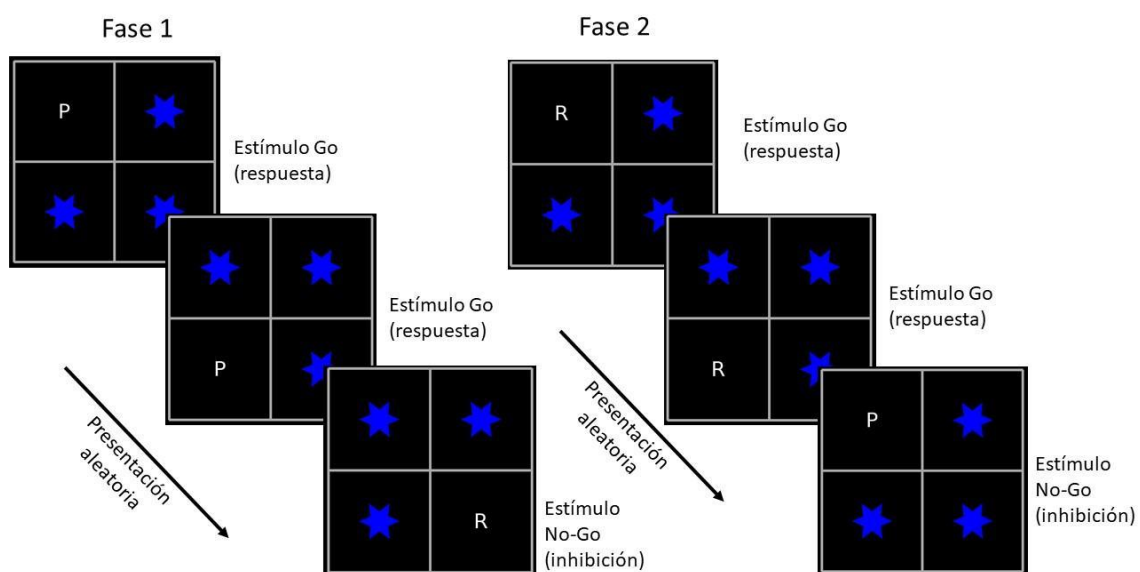 Fase 1
P
Estímulo Go
(respuesta)
P
Estímulo Go
(respuesta)
R
Estímulo
No-Go
(inhibición)
Presentación
aleatoria
Fase 2
R
Estímulo Go
(respuesta)
R
Estímulo Go
(respuesta)
P
Estímulo
No-Go
(inhibición)
Presentación
aleatoria